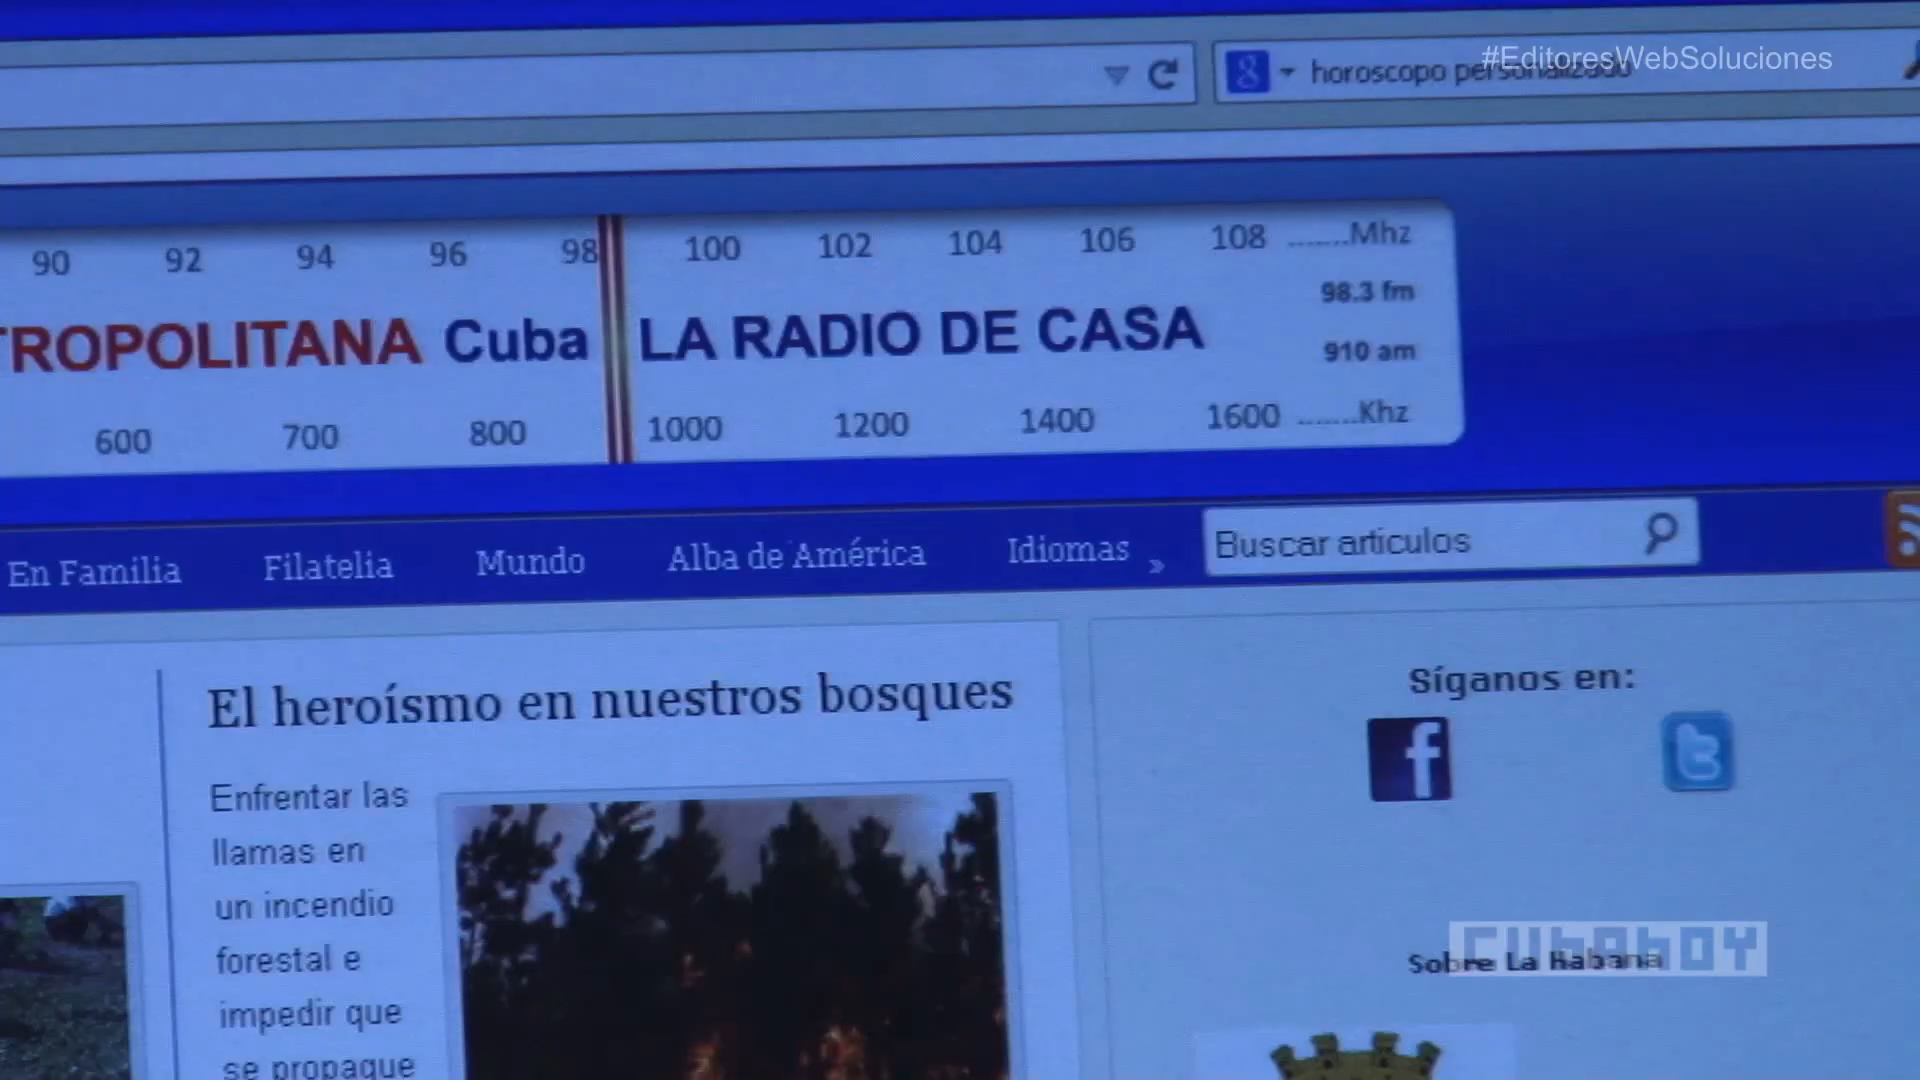 #EditoresWebSoluciones
horoscopo personalizado
90 92 94 96 98 100 102 104 106 108 .......Mhz
98.3 fm
TROPOLITANA Cuba LA RADIO DE CASA
910 am
600 700 800 1000 1200 1400 1600 .......Khz
En Familia Filatelia Mundo Alba de América Idiomas » Buscar articulos
El heroísmo en nuestros bosques
Enfrentar las
llamas en
un incendio
forestal e
impedir que
se propague
Síganos en:
Sobre La Habana
cubahoy